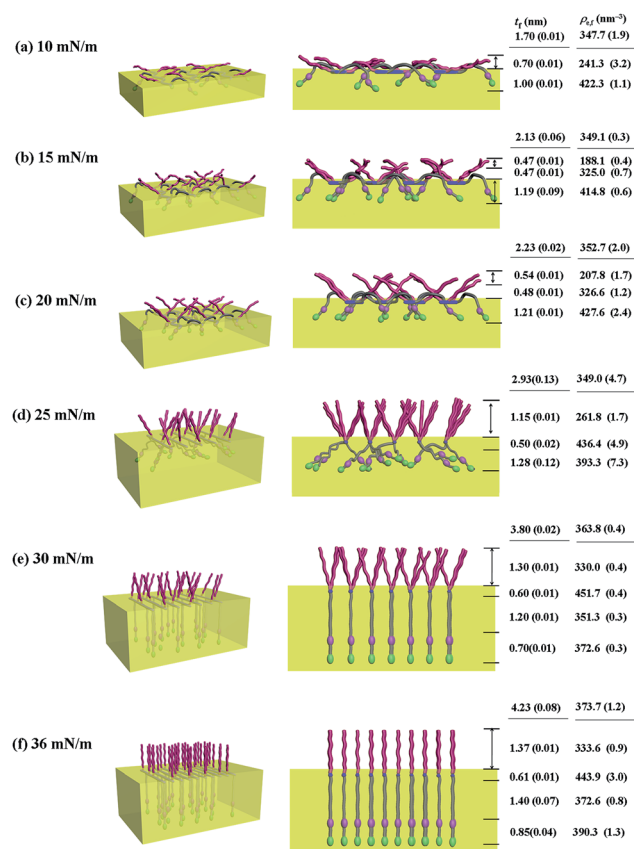 t_f (nm) ρ_e,f (nm⁻³)
1.70 (0.01) 347.7 (1.9)
(a) 10 mN/m
0.70 (0.01) 241.3 (3.2)
1.00 (0.01) 422.3 (1.1)
2.13 (0.06) 349.1 (0.3)
(b) 15 mN/m
0.47 (0.01) 188.1 (0.4)
0.47 (0.01) 325.0 (0.7)
1.19 (0.09) 414.8 (0.6)
2.23 (0.02) 352.7 (2.0)
(c) 20 mN/m
0.54 (0.01) 207.8 (1.7)
0.48 (0.01) 326.6 (1.2)
1.21 (0.01) 427.6 (2.4)
2.93(0.13) 349.0 (4.7)
(d) 25 mN/m
1.15 (0.01) 261.8 (1.7)
0.50 (0.02) 436.4 (4.9)
1.28 (0.12) 393.3 (7.3)
3.80 (0.02) 363.8 (0.4)
(e) 30 mN/m
1.30 (0.01) 330.0 (0.4)
0.60 (0.01) 451.7 (0.4)
1.20 (0.01) 351.3 (0.3)
0.70(0.01) 372.6 (0.3)
4.23 (0.08) 373.7 (1.2)
(f) 36 mN/m
1.37 (0.01) 333.6 (0.9)
0.61 (0.01) 443.9 (3.0)
1.40 (0.07) 372.6 (0.8)
0.85(0.04) 390.3 (1.3)